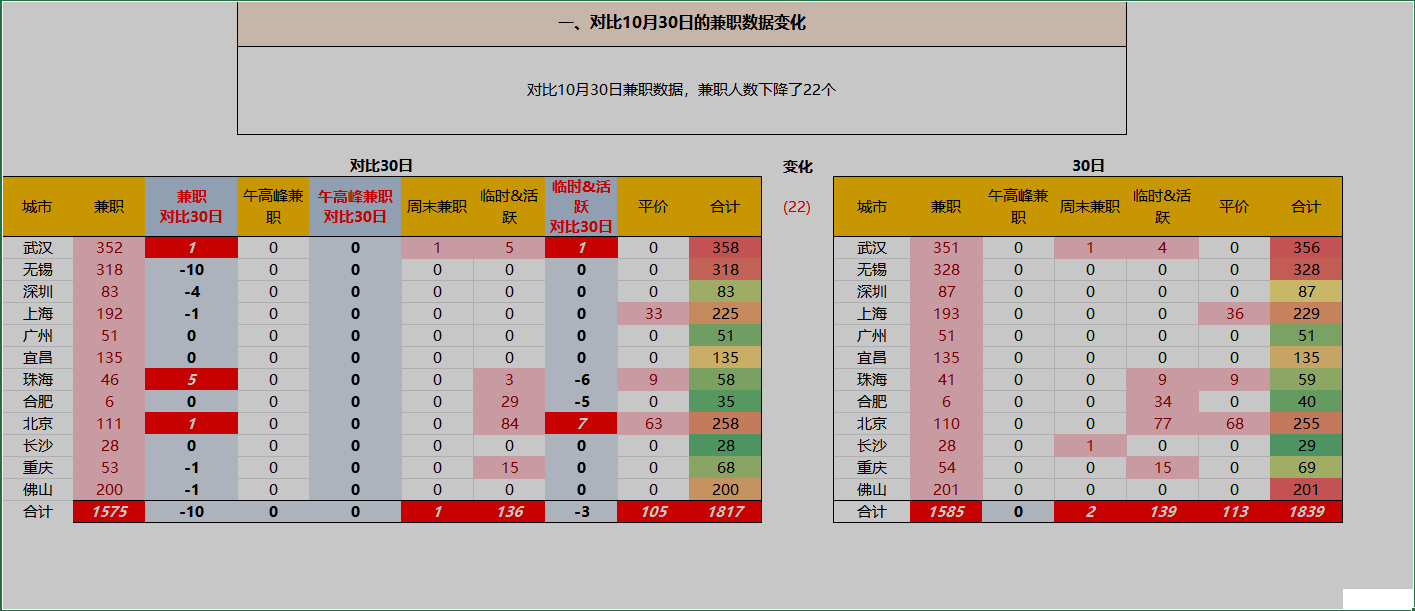 一、对比10月30日的兼职数据变化
对比10月30日兼职数据，兼职人数下降了22个
对比30日 变化 30日
城市 兼职 兼职 对比30日 午高峰兼职 午高峰兼职 对比30日 周末兼职 临时&活跃 临时&活跃 对比30日 平价 合计 (22) 城市 兼职 午高峰兼职 周末兼职 临时&活跃 平价 合计
武汉 352 1 0 0 1 5 1 0 358 武汉 351 0 1 4 0 356
无锡 318 -10 0 0 0 0 0 0 318 无锡 328 0 0 0 0 328
深圳 83 -4 0 0 0 0 0 0 83 深圳 87 0 0 0 0 87
上海 192 -1 0 0 0 0 0 33 225 上海 193 0 0 0 36 229
广州 51 0 0 0 0 0 0 0 51 广州 51 0 0 0 0 51
宜昌 135 0 0 0 0 0 0 0 135 宜昌 135 0 0 0 0 135
珠海 46 5 0 0 0 3 -6 9 58 珠海 41 0 0 9 9 59
合肥 6 0 0 0 0 29 -5 0 35 合肥 6 0 0 34 0 40
北京 111 1 0 0 0 84 7 63 258 北京 110 0 0 77 68 255
长沙 28 0 0 0 0 0 0 0 28 长沙 28 0 1 0 0 29
重庆 53 -1 0 0 0 15 0 0 68 重庆 54 0 0 15 0 69
佛山 200 -1 0 0 0 0 0 0 200 佛山 201 0 0 0 0 201
合计 1575 -10 0 0 1 136 -3 105 1817 合计 1585 0 2 139 113 1839